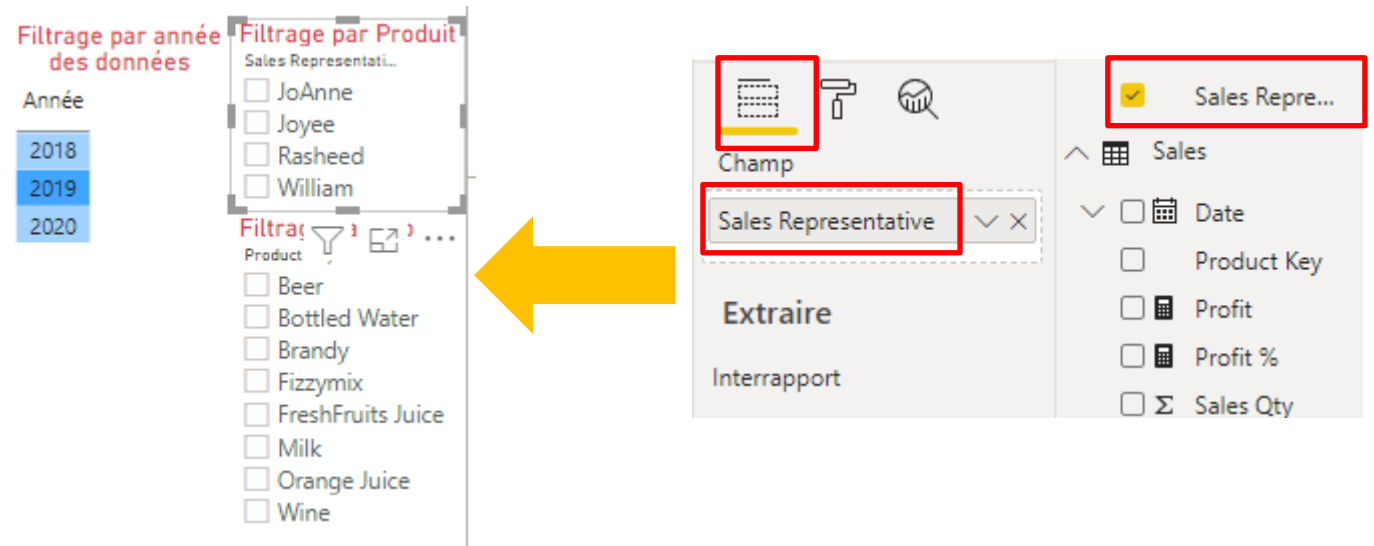 Filtrage par année
des données
Année
2018
2019
2020
Filtrage par Produit
Sales Representati...
JoAnne
Joyee
Rasheed
William
Product
Beer
Bottled Water
Brandy
Fizzymix
FreshFruits Juice
Milk
Orange Juice
Wine
Champ
Sales Representative
Extraire
Interrapport
Sales Repre...
Sales
Date
Product Key
Profit
Profit %
Sales Qty